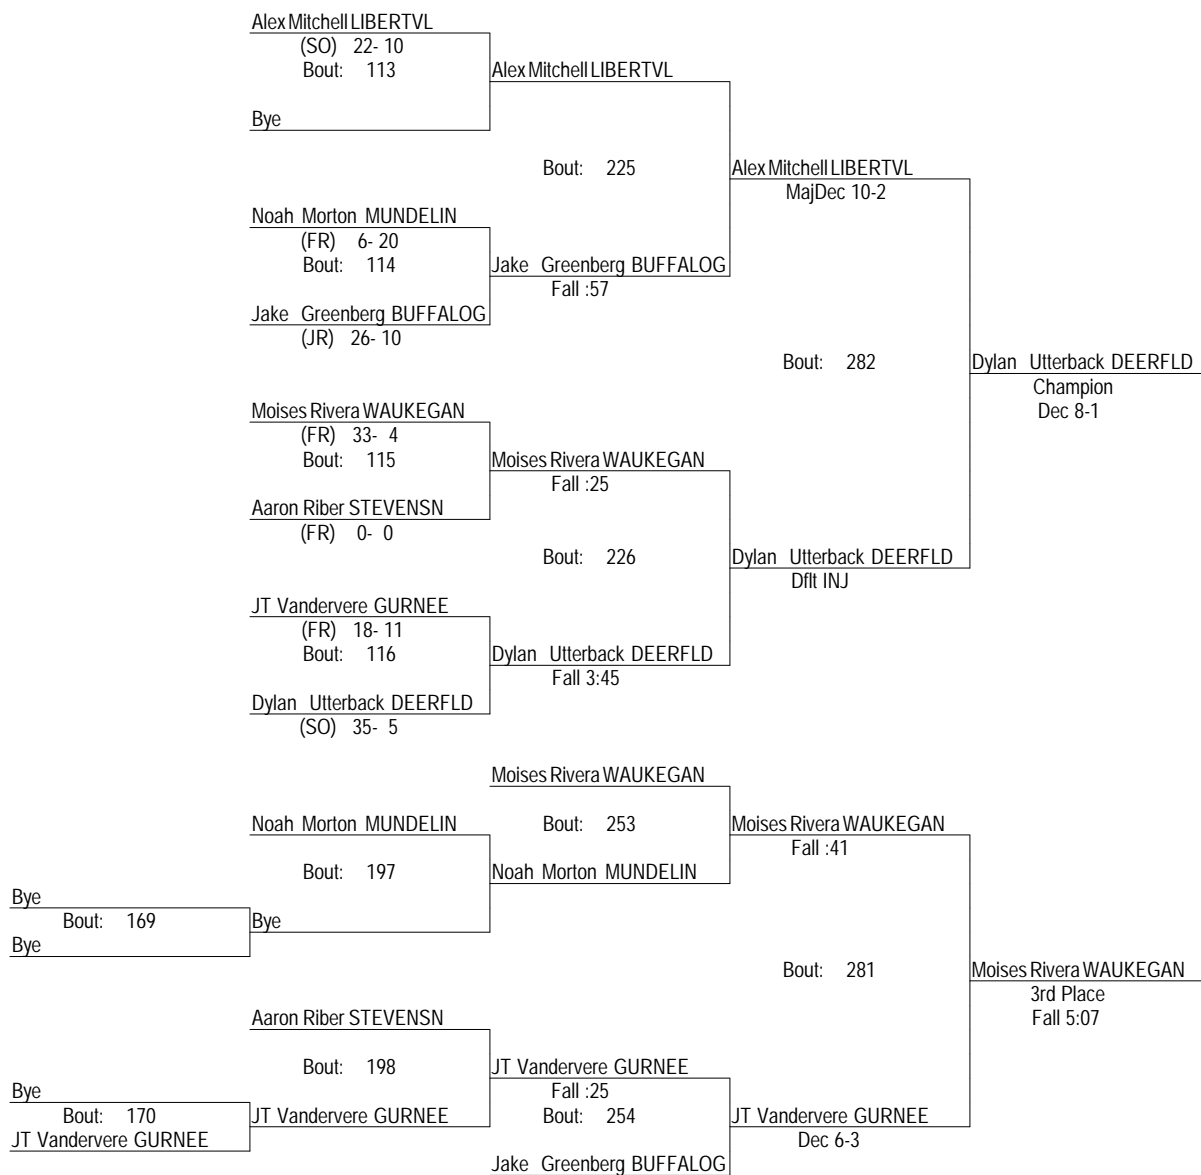 Alex Mitchell LIBERTVL
(SO) 22- 10
Bout: 113
Alex Mitchell LIBERTVL
Bye
Bout: 225
Alex Mitchell LIBERTVL
MajDec 10-2
Noah Morton MUNDELIN
(FR) 6- 20
Bout: 114
Jake Greenberg BUFFALOG
Fall :57
Jake Greenberg BUFFALOG
(JR) 26- 10
Bout: 282
Dylan Utterback DEERFLD
Champion
Dec 8-1
Moises Rivera WAUKEGAN
(FR) 33- 4
Bout: 115
Moises Rivera WAUKEGAN
Fall :25
Aaron Riber STEVENSN
(FR) 0- 0
Bout: 226
Dylan Utterback DEERFLD
Dflt INJ
JT Vandervere GURNEE
(FR) 18- 11
Bout: 116
Dylan Utterback DEERFLD
Fall 3:45
Dylan Utterback DEERFLD
(SO) 35- 5
Moises Rivera WAUKEGAN
Noah Morton MUNDELIN
Bout: 253
Moises Rivera WAUKEGAN
Fall :41
Bout: 197
Noah Morton MUNDELIN
Bye
Bout: 169
Bye
Bye
Bout: 281
Moises Rivera WAUKEGAN
3rd Place
Fall 5:07
Aaron Riber STEVENSN
Bout: 198
JT Vandervere GURNEE
Fall :25
Bye
Bout: 170
JT Vandervere GURNEE
Bout: 254
JT Vandervere GURNEE
Dec 6-3
JT Vandervere GURNEE
Jake Greenberg BUFFALOG